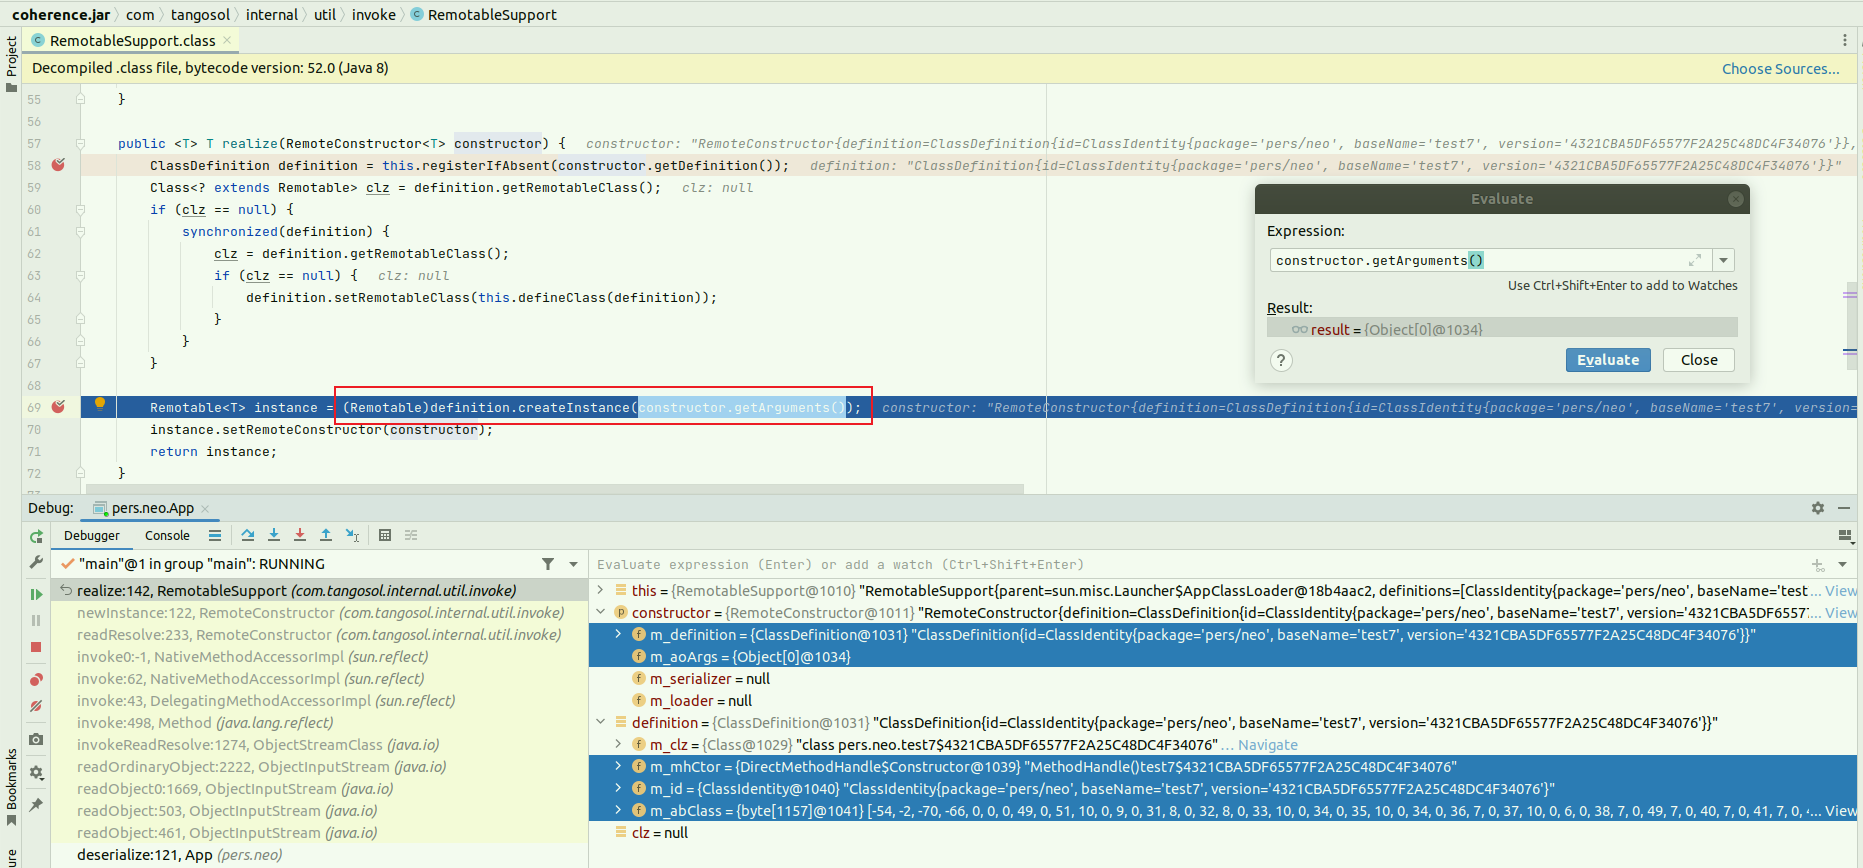 coherence.jar com tangosol internal util invoke RemotableSupport
Project
RemotableSupport.class
Decompiled .class file, bytecode version: 52.0 (Java 8) Choose Sources...
55 }
56
57 public <T> T realize(RemoteConstructor<T> constructor) { constructor: "RemoteConstructor{definition=ClassDefinition{id=ClassIdentity{package='pers/neo', baseName='test7', version='4321CBA5DF65577F2A25C48DC4F34076'}},
58 ClassDefinition definition = this.registerIfAbsent(constructor.getDefinition()); definition: "ClassDefinition{id=ClassIdentity{package='pers/neo', baseName='test7', version='4321CBA5DF65577F2A25C48DC4F34076'}}"
59 Class<? extends Remotable> clz = definition.getRemotableClass(); clz: null
60 if (clz == null) {
61 synchronized(definition) {
62 clz = definition.getRemotableClass();
63 if (clz == null) { clz: null
64 definition.setRemotableClass(this.defineClass(definition));
65 }
66 }
67 }
68
69 Remotable<T> instance = (Remotable)definition.createInstance(constructor.getArguments()); constructor: "RemoteConstructor{definition=ClassDefinition{id=ClassIdentity{package='pers/neo', baseName='test7', version=
70 instance.setRemoteConstructor(constructor);
71 return instance;
72 }
Evaluate
Expression:
constructor.getArguments()
Use Ctrl+Shift+Enter to add to Watches
Result:
result = {Object[0]@1034}
? Evaluate Close
Debug: pers.neo.App
Debugger Console
"main"@1 in group "main": RUNNING
realize:142, RemotableSupport (com.tangosol.internal.util.invoke)
newInstance:122, RemoteConstructor (com.tangosol.internal.util.invoke)
readResolve:233, RemoteConstructor (com.tangosol.internal.util.invoke)
invoke0:-1, NativeMethodAccessorImpl (sun.reflect)
invoke:62, NativeMethodAccessorImpl (sun.reflect)
invoke:43, DelegatingMethodAccessorImpl (sun.reflect)
invoke:498, Method (java.lang.reflect)
invokeReadResolve:1274, ObjectStreamClass (java.io)
readOrdinaryObject:2222, ObjectInputStream (java.io)
readObject0:1669, ObjectInputStream (java.io)
readObject:503, ObjectInputStream (java.io)
readObject:461, ObjectInputStream (java.io)
deserialize:121, App (pers.neo)
Evaluate expression (Enter) or add a watch (Ctrl+Shift+Enter)
this = {RemotableSupport@1010} "RemotableSupport{parent=sun.misc.Launcher$AppClassLoader@18b4aac2, definitions=[ClassIdentity{package='pers/neo', baseName='test ... View
constructor = {RemoteConstructor@1011} "RemoteConstructor{definition=ClassDefinition{id=ClassIdentity{package='pers/neo', baseName='test7', version='4321CBA5DF6557 ... View
m_definition = {ClassDefinition@1031} "ClassDefinition{id=ClassIdentity{package='pers/neo', baseName='test7', version='4321CBA5DF65577F2A25C48DC4F34076'}}"
m_aoArgs = {Object[0]@1034}
m_serializer = null
m_loader = null
definition = {ClassDefinition@1031} "ClassDefinition{id=ClassIdentity{package='pers/neo', baseName='test7', version='4321CBA5DF65577F2A25C48DC4F34076'}}"
m_clz = {Class@1029} "class pers.neo.test7$4321CBA5DF65577F2A25C48DC4F34076" ... Navigate
m_mhCtor = {DirectMethodHandle$Constructor@1039} "MethodHandle()test7$4321CBA5DF65577F2A25C48DC4F34076"
m_id = {ClassIdentity@1040} "ClassIdentity{package='pers/neo', baseName='test7', version='4321CBA5DF65577F2A25C48DC4F34076'}"
m_abClass = {byte[1157]@1041} [-54, -2, -70, -66, 0, 0, 0, 49, 0, 51, 10, 0, 9, 0, 31, 8, 0, 32, 8, 0, 33, 10, 0, 34, 0, 35, 10, 0, 34, 0, 36, 7, 0, 37, 10, 0, 6, 0, 38, 7, 0, 49, 7, 0, 40, 7, 0, 41, 7, 0, ... View
clz = null
Bookmarks